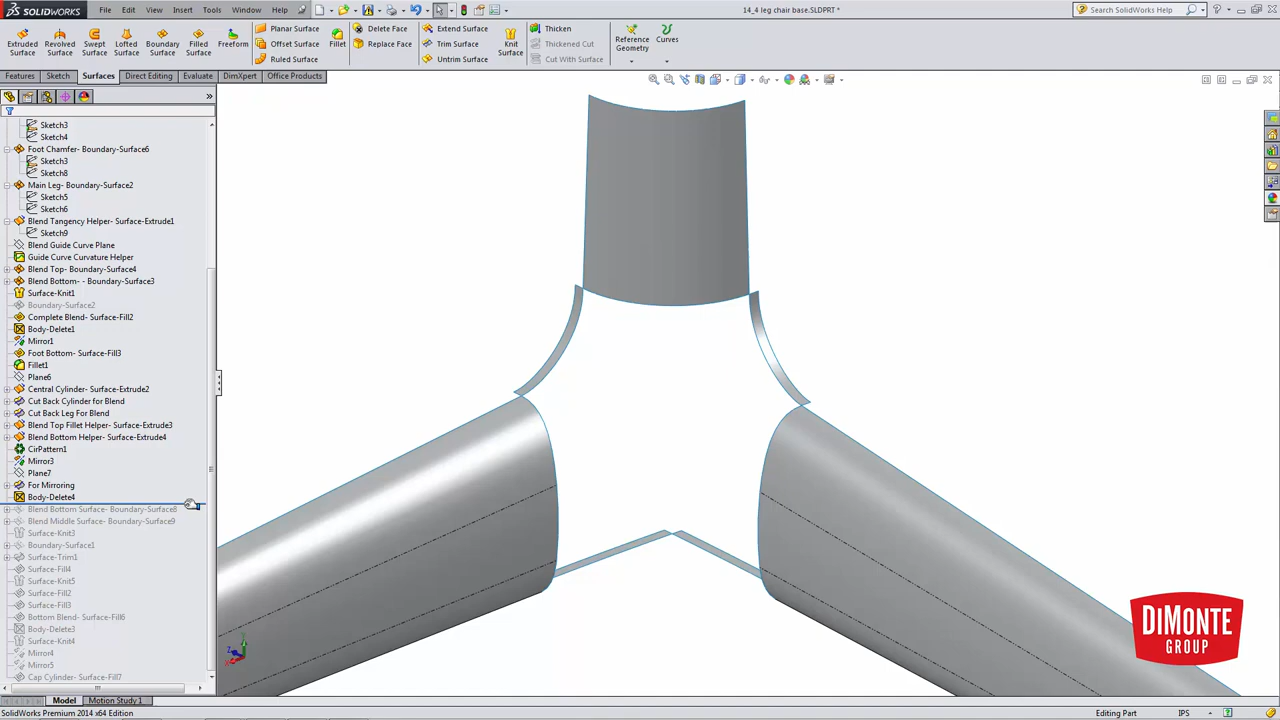 SOLIDWORKS File Edit View Insert Tools Window Help 14_4 leg chair base.SLDPRT * Search SolidWorks Help
Extruded Surface
Revolved Surface
Swept Surface
Lofted Surface
Boundary Surface
Filled Surface
Freeform
Planar Surface
Offset Surface
Ruled Surface
Fillet
Delete Face
Replace Face
Extend Surface
Trim Surface
Untrim Surface
Knit Surface
Thicken
Thickened Cut
Cut With Surface
Reference Geometry
Curves
Features Sketch Surfaces Direct Editing Evaluate DimXpert Office Products
Sketch3
Sketch4
Foot Chamfer- Boundary-Surface6
Sketch3
Sketch8
Main Leg- Boundary-Surface2
Sketch5
Sketch6
Blend Tangency Helper- Surface-Extrude1
Sketch9
Blend Guide Curve Plane
Guide Curve Curvature Helper
Blend Top- Boundary-Surface4
Blend Bottom- - Boundary-Surface3
Surface-Knit1
Boundary-Surface2
Complete Blend- Surface-Fill2
Body-Delete1
Mirror1
Foot Bottom- Surface-Fill3
Fillet1
Plane6
Central Cylinder- Surface-Extrude2
Cut Back Cylinder for Blend
Cut Back Leg For Blend
Blend Top Fillet Helper- Surface-Extrude3
Blend Bottom Helper- Surface-Extrude4
CirPattern1
Mirror3
Plane7
For Mirroring
Body-Delete4
Blend Bottom Surface- Boundary-Surface8
Blend Middle Surface- Boundary-Surface9
Surface-Knit3
Boundary-Surface1
Surface-Trim1
Surface-Fill4
Surface-Knit5
Surface-Fill2
Surface-Fill3
Bottom Blend- Surface-Fill6
Body-Delete3
Surface-Knit4
Mirror4
Mirror5
Cap Cylinder- Surface-Fill7
DIMONTE
GROUP
Model Motion Study 1
SolidWorks Premium 2014 x64 Edition Editing Part IPS